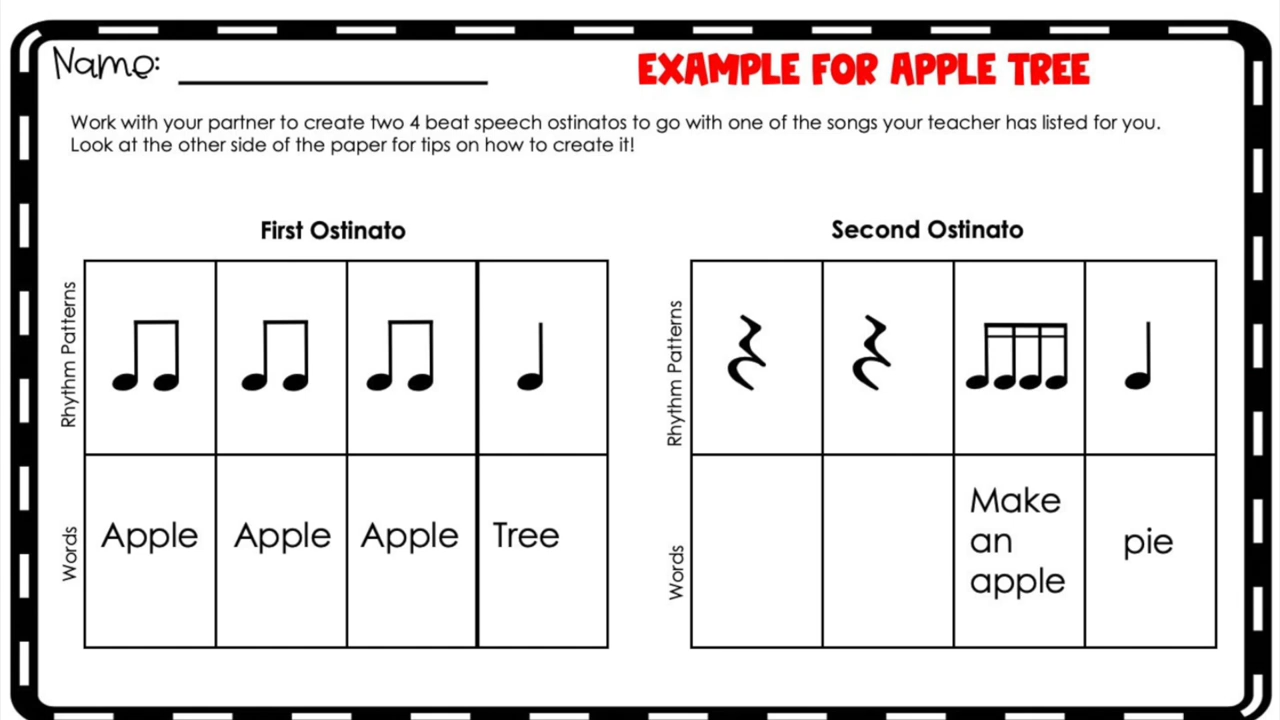 Name:
EXAMPLE FOR APPLE TREE
Work with your partner to create two 4 beat speech ostinatos to go with one of the songs your teacher has listed for you.
Look at the other side of the paper for tips on how to create it!
First Ostinato
Rhythm Patterns
Words
Apple
Apple
Apple
Tree
Second Ostinato
Rhythm Patterns
Words
Make
an
apple
pie